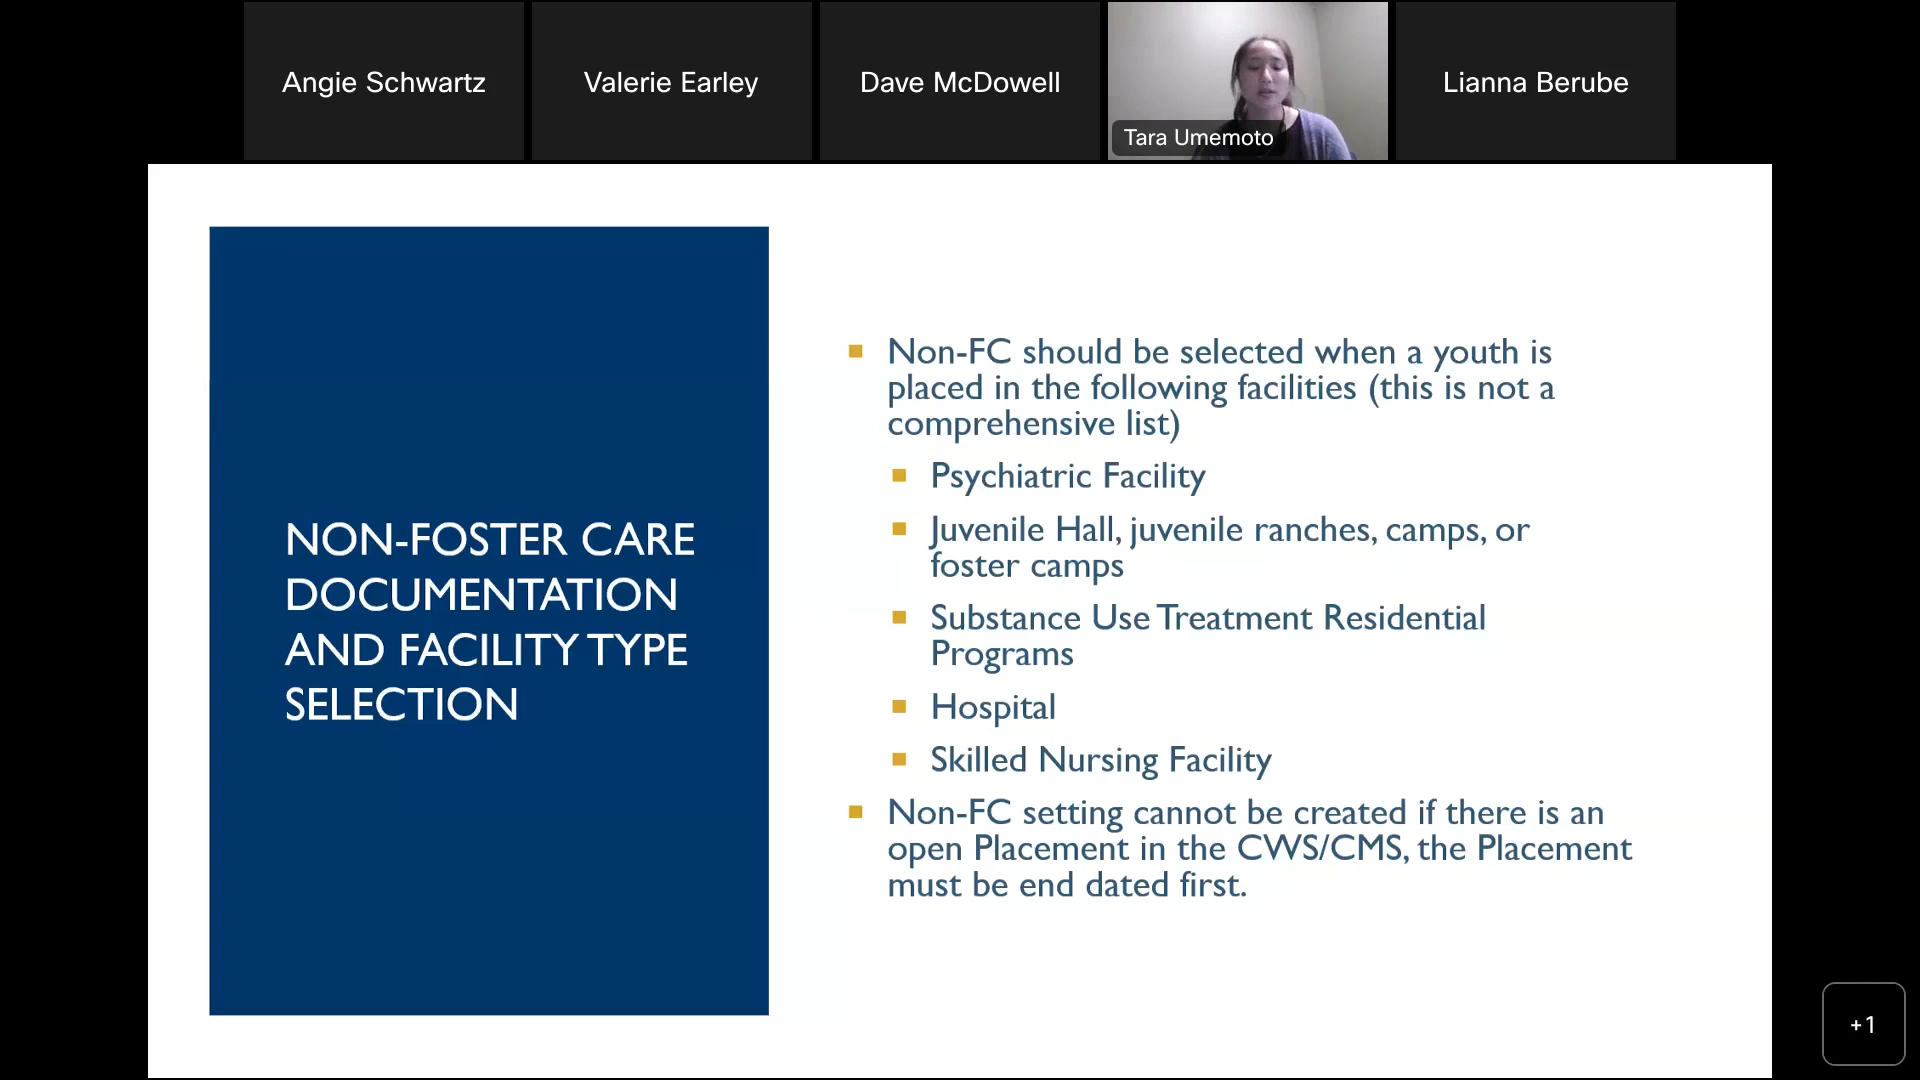 Angie Schwartz
Valerie Earley
Dave McDowell
Tara Umemoto
Lianna Berube
NON-FOSTER CARE
DOCUMENTATION
AND FACILITY TYPE
SELECTION
Non-FC should be selected when a youth is
placed in the following facilities (this is not a
comprehensive list)
Psychiatric Facility
Juvenile Hall, juvenile ranches, camps, or
foster camps
Substance Use Treatment Residential
Programs
Hospital
Skilled Nursing Facility
Non-FC setting cannot be created if there is an
open Placement in the CWS/CMS, the Placement
must be end dated first.
+1